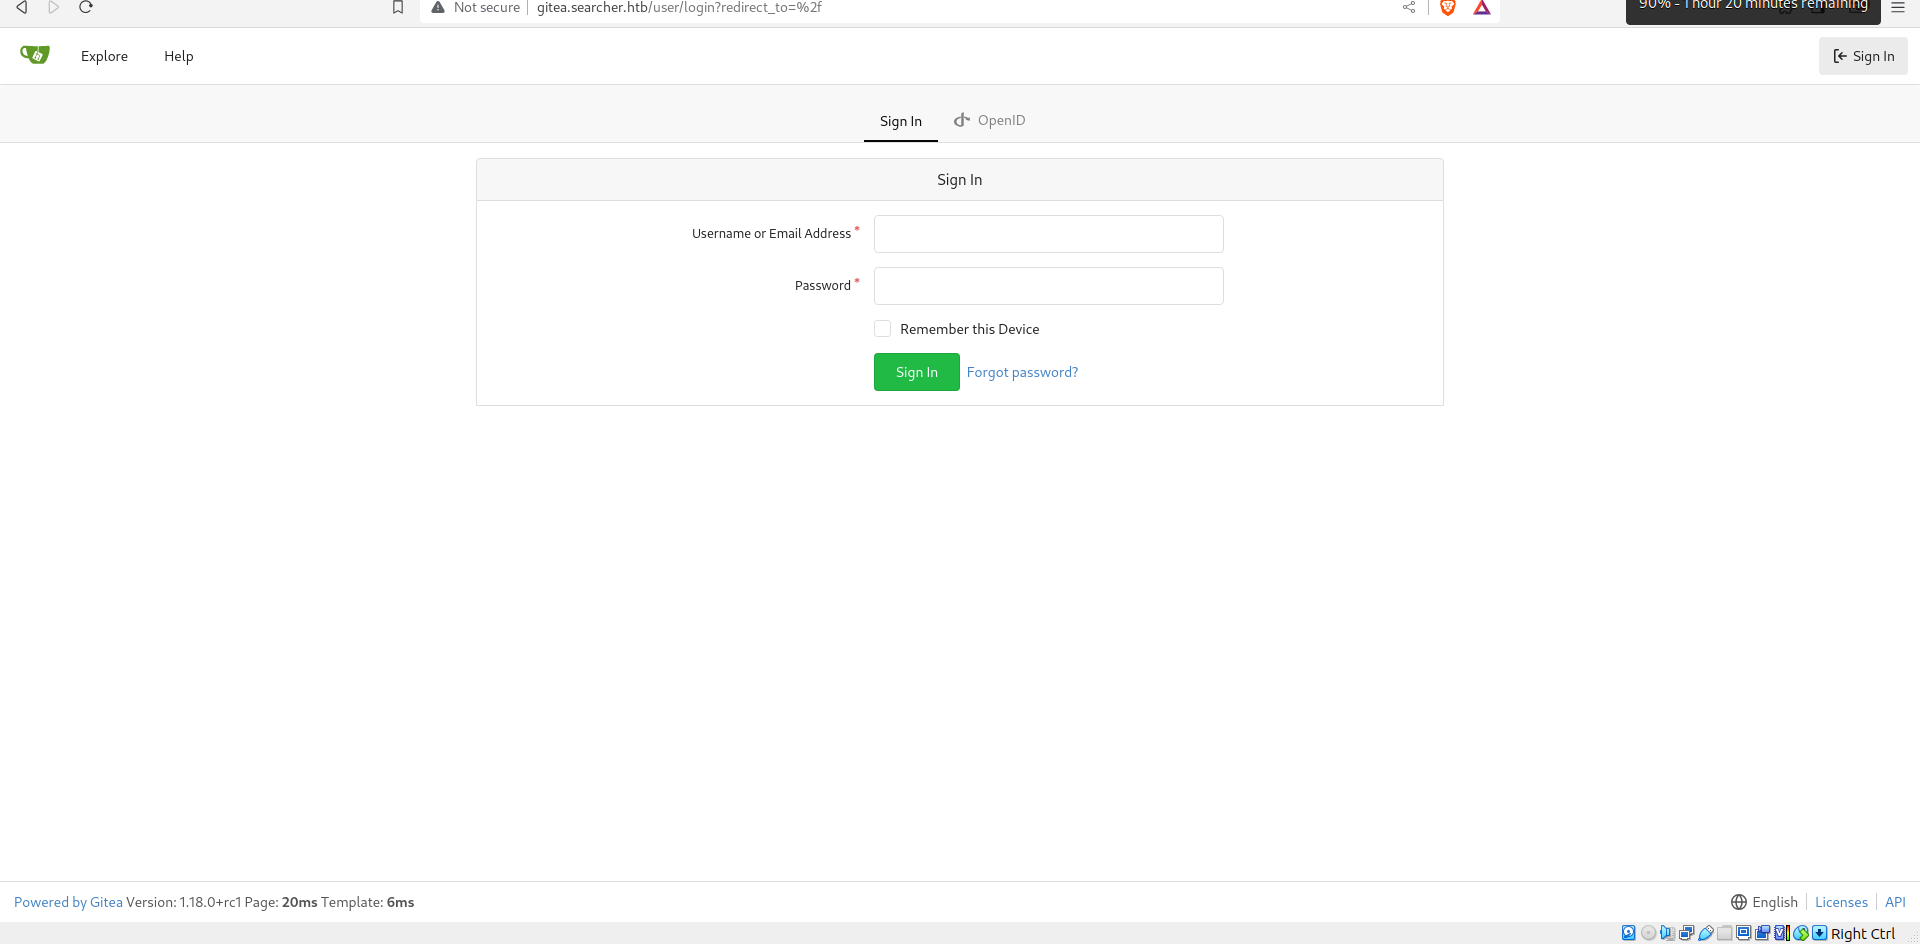 Not secure gitea.searcher.htb/user/login?redirect_to=%2f
90% - 1 hour 20 minutes remaining
Explore Help Sign In
Sign In OpenID
Sign In
Username or Email Address *
Password *
Remember this Device
Sign In Forgot password?
Powered by Gitea Version: 1.18.0+rc1 Page: 20ms Template: 6ms English Licenses API
Right Ctrl